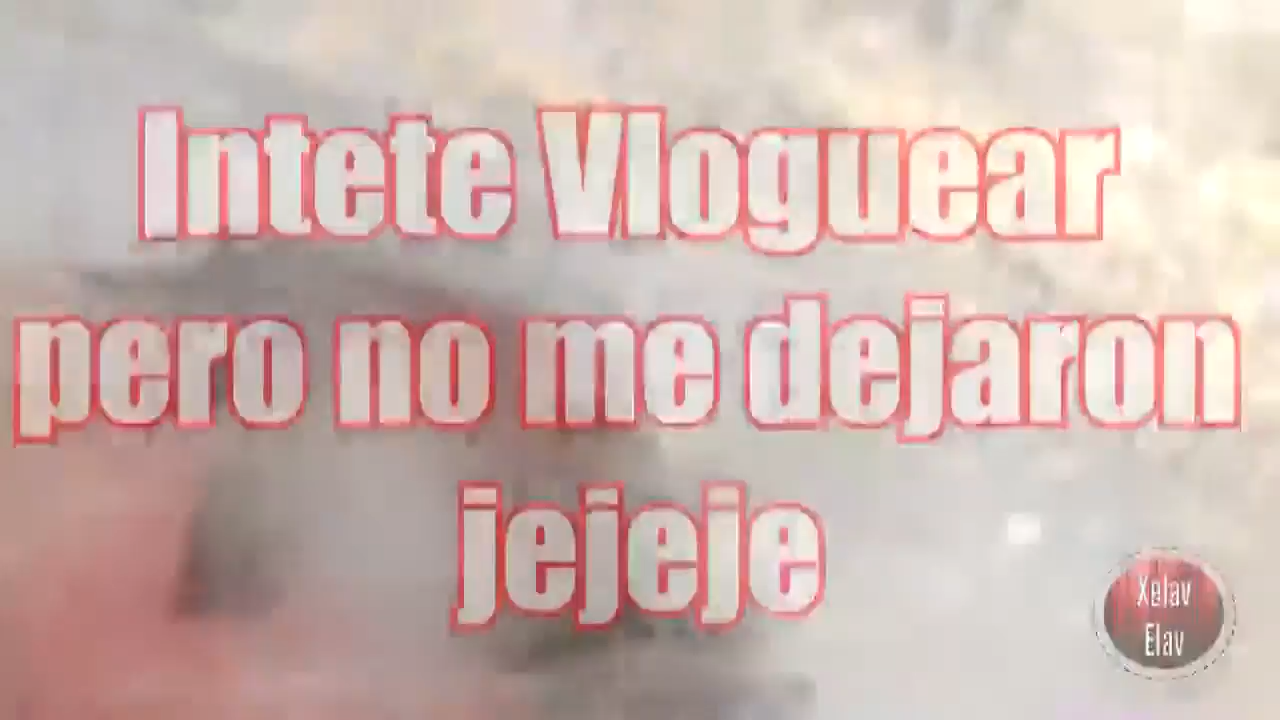 Intete Vloguear
pero no me dejaron
jejeje
Xelav
Elav